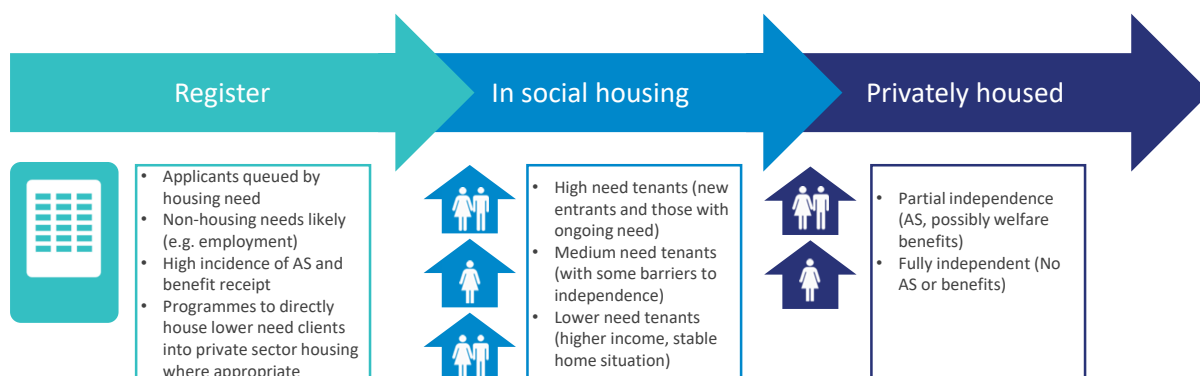 Register
In social housing
Privately housed
• Applicants queued by
housing need
• Non-housing needs likely
(e.g. employment)
• High incidence of AS and
benefit receipt
• Programmes to directly
house lower need clients
into private sector housing
where appropriate
• High need tenants (new
entrants and those with
ongoing need)
• Medium need tenants
(with some barriers to
independence)
• Lower need tenants
(higher income, stable
home situation)
• Partial independence
(AS, possibly welfare
benefits)
• Fully independent (No
AS or benefits)